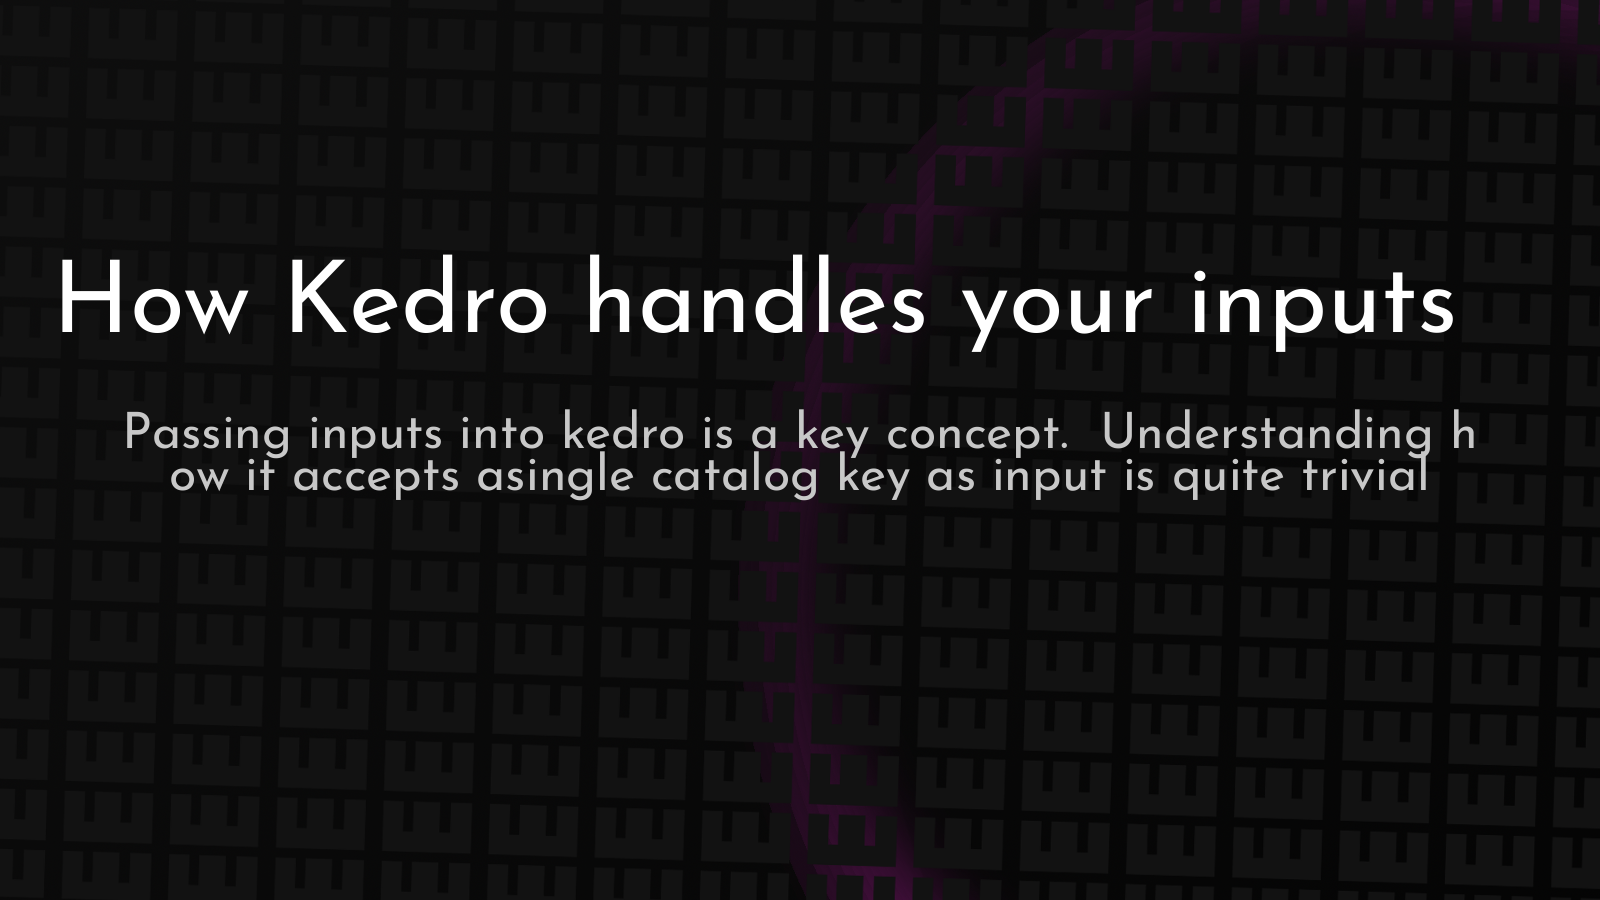 How Kedro handles your inputs
Passing inputs into kedro is a key concept.  Understanding h
ow it accepts asingle catalog key as input is quite trivial